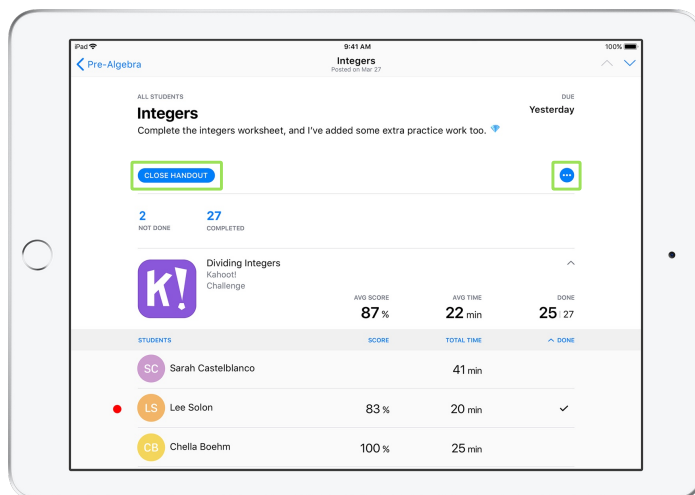 iPad 9:41 AM 100%
Pre-Algebra Integers
Posted on Mar 27
ALL STUDENTS DUE
Integers Yesterday
Complete the integers worksheet, and I've added some extra practice work too. 💎
CLOSE HANDOUT
2 27
NOT DONE COMPLETED
K!
Dividing Integers
Kahoot!
Challenge
AVG SCORE AVG TIME DONE
87 % 22 min 25 | 27
STUDENTS SCORE TOTAL TIME DONE
SC Sarah Castelblanco 41 min
LS Lee Solon 83 % 20 min ✓
CB Chella Boehm 100 % 25 min